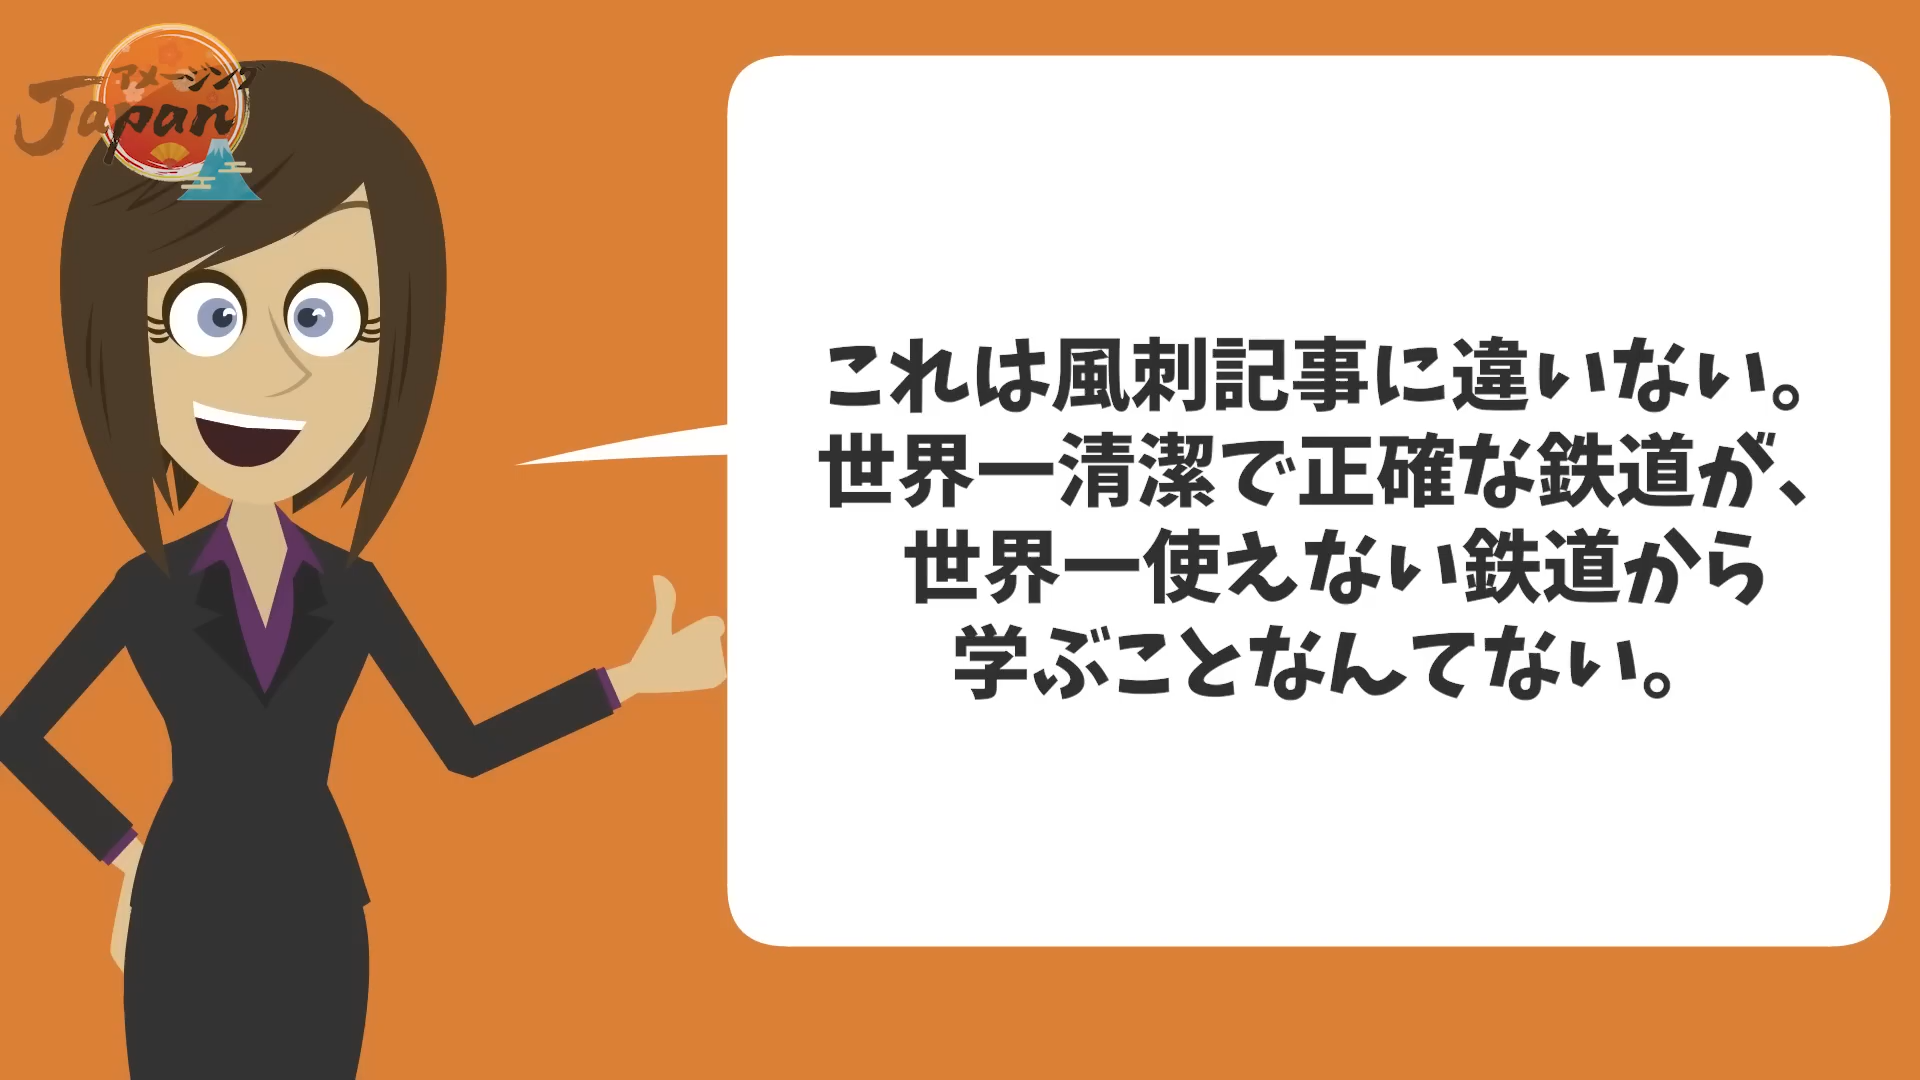 アメージング
Japan
これは風刺記事に違いない。
世界一清潔で正確な鉄道が、
世界一使えない鉄道から
学ぶことなんてない。